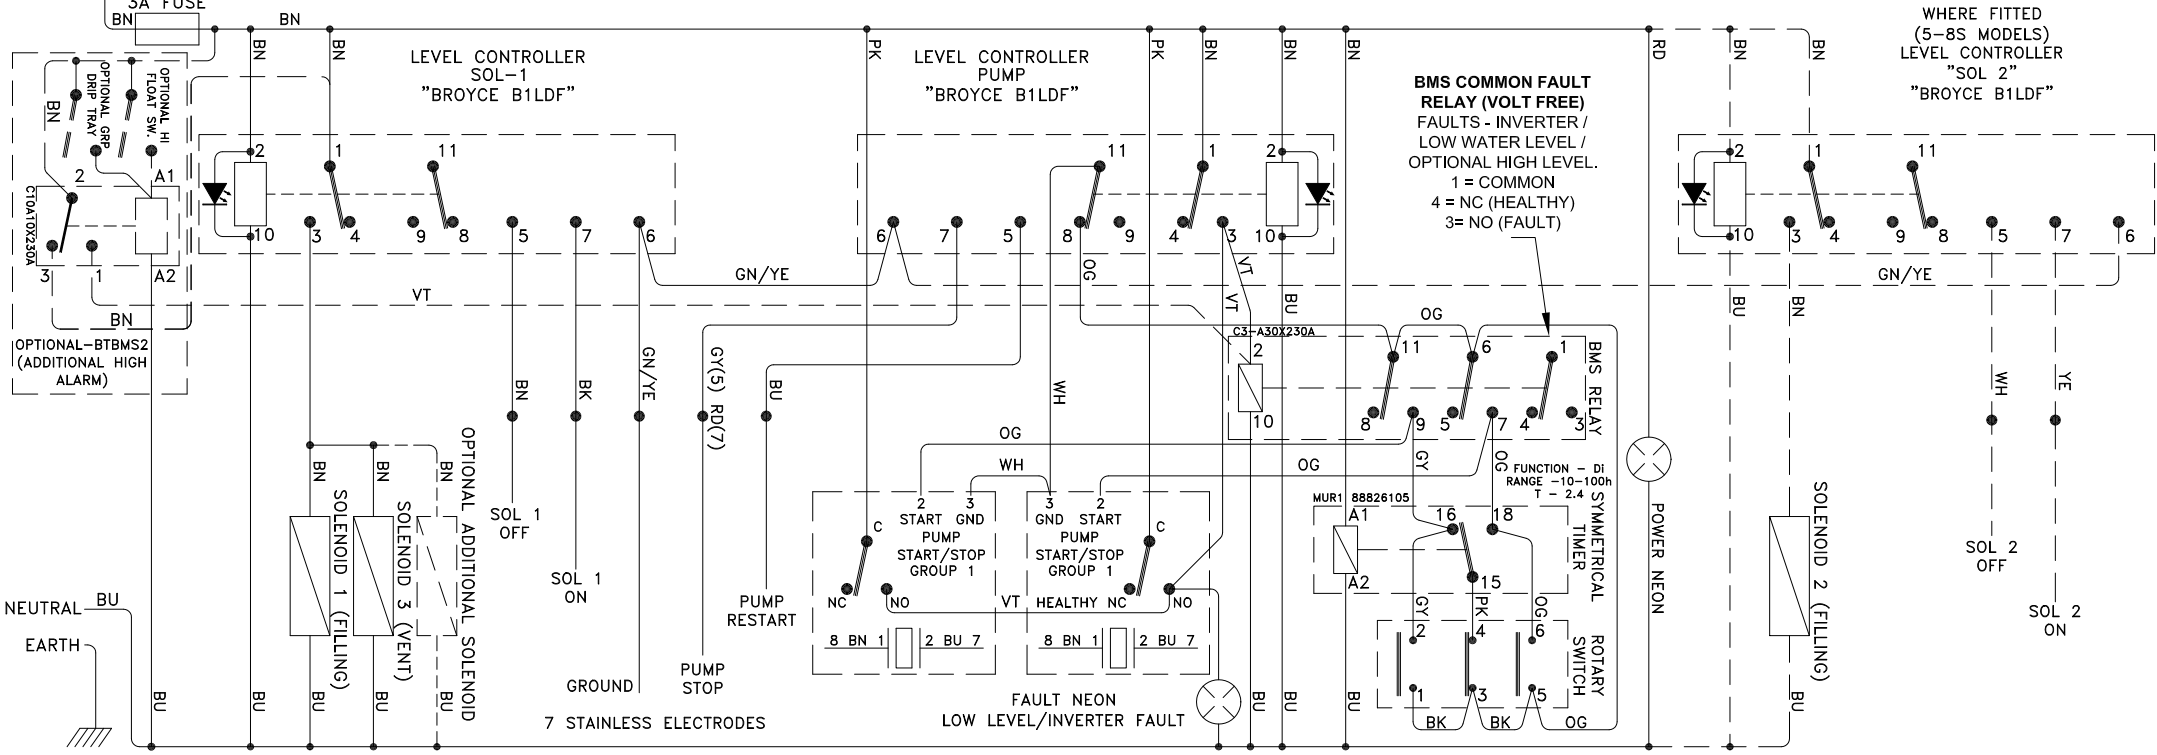 3A FUSE
BN
BN
BN
BN
PK
PK
BN
BN
BN
RD
BN
BN
LEVEL CONTROLLER
SOL-1
"BROYCE B1LDF"
LEVEL CONTROLLER
PUMP
"BROYCE B1LDF"
BMS COMMON FAULT
RELAY (VOLT FREE)
FAULTS - INVERTER /
LOW WATER LEVEL /
OPTIONAL HIGH LEVEL.
1 = COMMON
4 = NC (HEALTHY)
3= NO (FAULT)
WHERE FITTED
(5-8S MODELS)
LEVEL CONTROLLER
"SOL 2"
"BROYCE B1LDF"
OPTIONAL HI
FLOAT SW.
OPTIONAL GRP
DRIP TRAY
BN
2
A1
C10A10X230A
3
1
A2
BN
OPTIONAL-BTBMS2
(ADDITIONAL HIGH
ALARM)
2
1
11
10
3
4
9
8
5
7
6
11
1
2
6
7
5
8
9
4
3
10
2
1
11
10
3
4
9
8
5
7
6
GN/YE
OG
VT
VT
BU
GN/YE
VT
BU
BN
C3-A30X230A
OG
2
11
6
1
BMS RELAY
10
8
9
5
7
4
3
GN/YE
GY(5) RD(7)
BU
WH
BN
BK
WH
YE
OG
WH
OG
GY
OG
FUNCTION - Di
RANGE -10-100h
T - 2.4
BN
BN
BN
OPTIONAL ADDITIONAL SOLENOID
SOLENOID 1 (FILLING)
SOLENOID 3 (VENT)
SOL 1
OFF
SOL 1
ON
PUMP
RESTART
PUMP
STOP
GROUND
7 STAINLESS ELECTRODES
2
3
START
GND
PUMP
START/STOP
GROUP 1
C
NC
NO
8 BN 1
2 BU 7
3
2
GND
START
PUMP
START/STOP
GROUP 1
C
VT
HEALTHY NC
NO
8 BN 1
2 BU 7
FAULT NEON
LOW LEVEL/INVERTER FAULT
MUR1 88826105
A1
16
18
SYMMETRICAL
TIMER
A2
15
GY
PK
OG
2
4
6
ROTARY
SWITCH
1
3
5
BK
BK
OG
POWER NEON
SOLENOID 2 (FILLING)
SOL 2
OFF
SOL 2
ON
NEUTRAL
BU
EARTH
BU
BU
BU
BU
BU
BU
BU
BU
BU